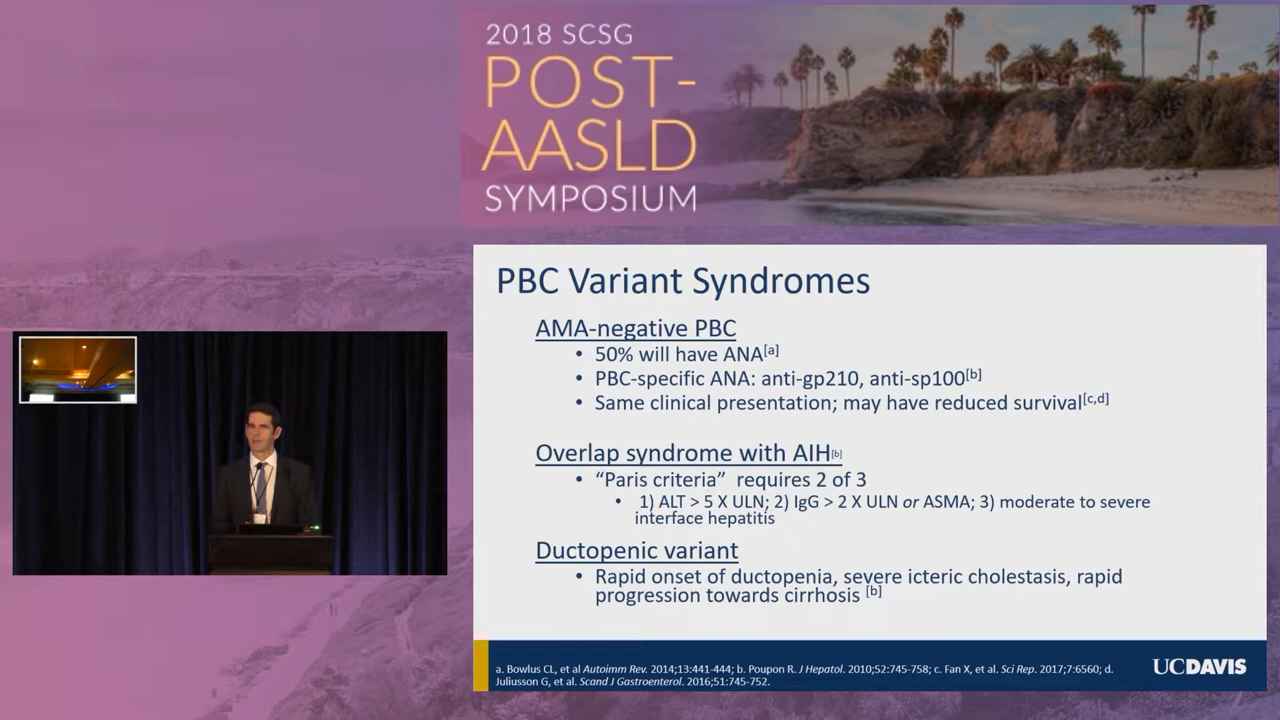 2018 SCSG
POST-
AASLD
SYMPOSIUM
PBC Variant Syndromes
AMA-negative PBC
• 50% will have ANA[a]
• PBC-specific ANA: anti-gp210, anti-sp100[b]
• Same clinical presentation; may have reduced survival[c,d]
Overlap syndrome with AIH[b]
• “Paris criteria” requires 2 of 3
• 1) ALT > 5 X ULN; 2) IgG > 2 X ULN or ASMA; 3) moderate to severe
interface hepatitis
Ductopenic variant
• Rapid onset of ductopenia, severe icteric cholestasis, rapid
progression towards cirrhosis [b]
a. Bowlus CL, et al Autoimm Rev. 2014;13:441-444; b. Poupon R. J Hepatol. 2010;52:745-758; c. Fan X, et al. Sci Rep. 2017;7:6560; d.
Juliusson G, et al. Scand J Gastroenterol. 2016;51:745-752.
UCDAVIS